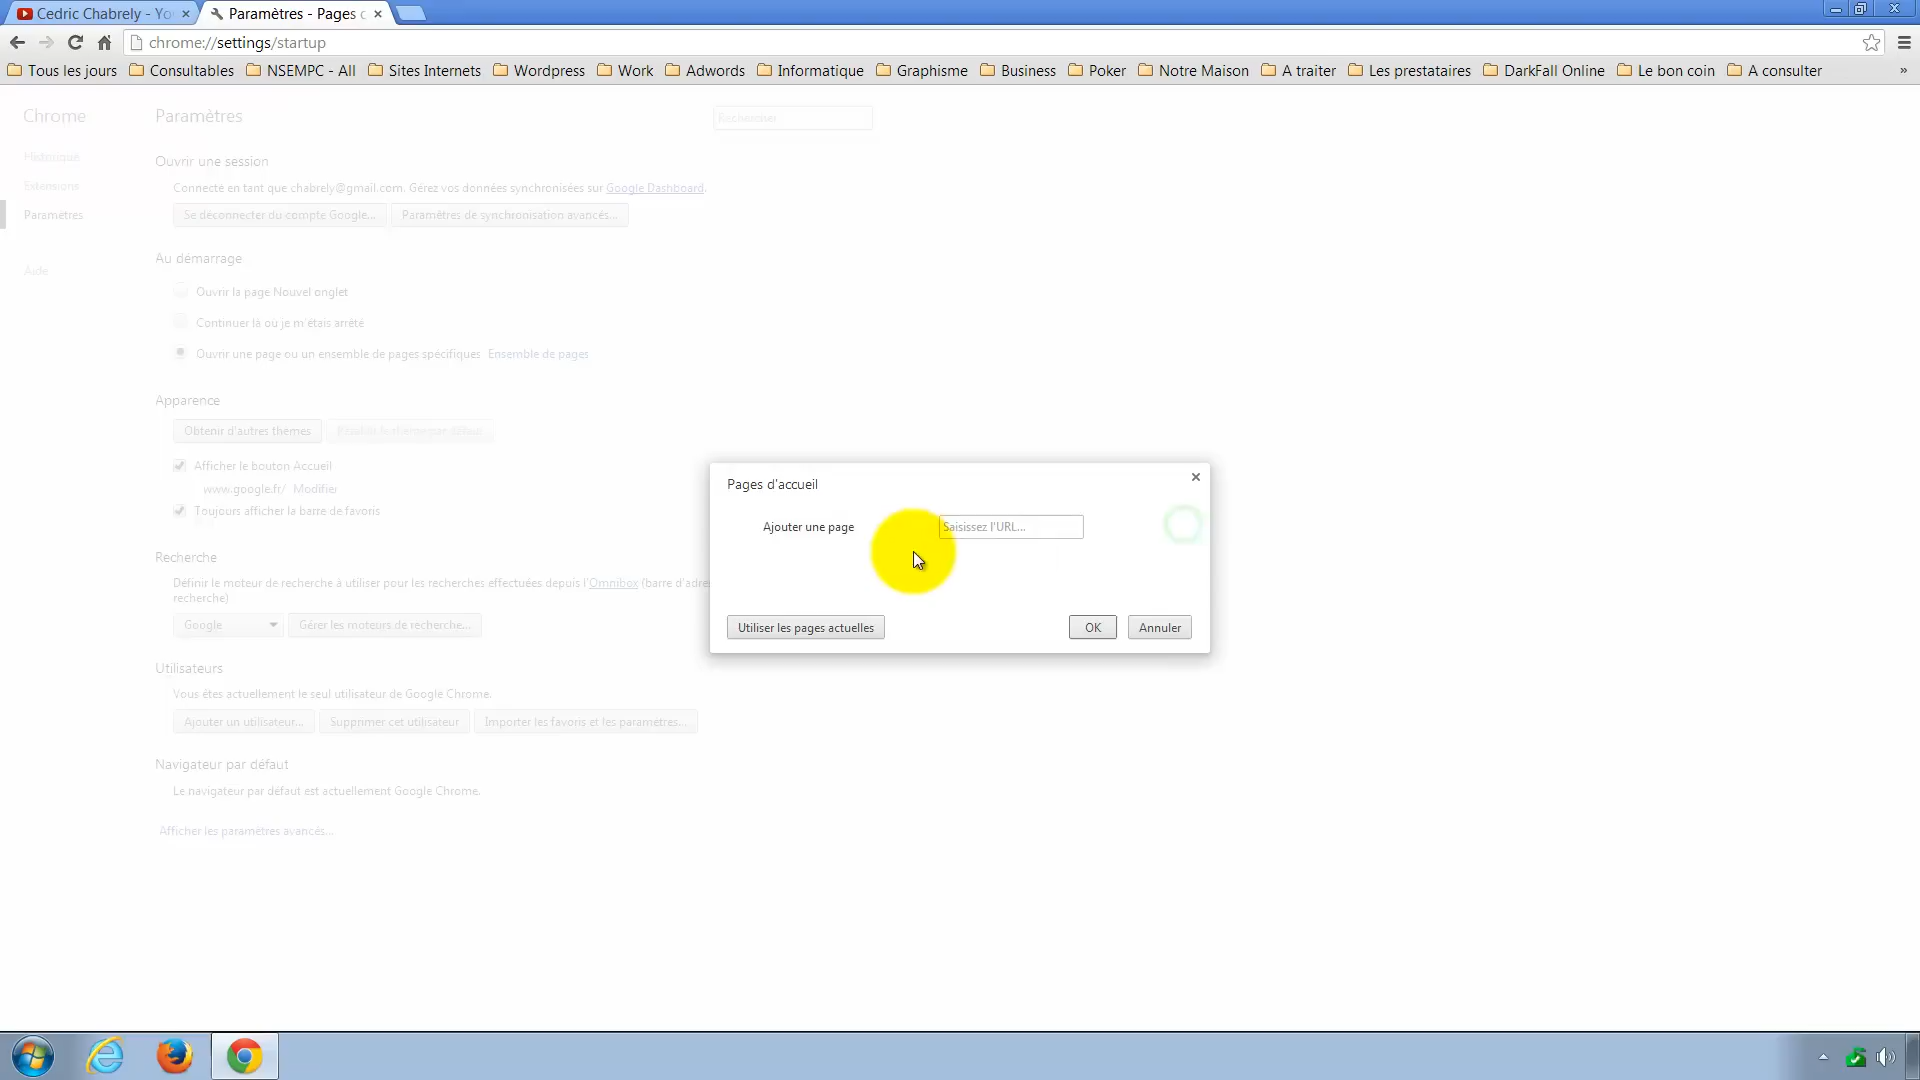 Cedric Chabrely - Yo
Paramètres - Pages d
chrome://settings/startup
Tous les jours
Consultables
NSEMPC - All
Sites Internets
Wordpress
Work
Adwords
Informatique
Graphisme
Business
Poker
Notre Maison
A traiter
Les prestataires
DarkFall Online
Le bon coin
A consulter
»
Chrome
Paramètres
Rechercher
Historique
Extensions
Paramètres
Aide
Ouvrir une session
Connecté en tant que chabrely@gmail.com. Gérez vos données synchronisées sur Google Dashboard.
Se déconnecter du compte Google...
Paramètres de synchronisation avancés...
Au démarrage
Ouvrir la page Nouvel onglet
Continuer là où je m'étais arrêté
Ouvrir une page ou un ensemble de pages spécifiques Ensemble de pages
Apparence
Obtenir d'autres thèmes
Rétablir le thème par défaut
Afficher le bouton Accueil
www.google.fr/ Modifier
Toujours afficher la barre de favoris
Recherche
Définir le moteur de recherche à utiliser pour les recherches effectuées depuis l'Omnibox (barre d'adre
recherche)
Google
Gérer les moteurs de recherche...
Utilisateurs
Vous êtes actuellement le seul utilisateur de Google Chrome.
Ajouter un utilisateur...
Supprimer cet utilisateur
Importer les favoris et les paramètres...
Navigateur par défaut
Le navigateur par défaut est actuellement Google Chrome.
Afficher les paramètres avancés...
Pages d'accueil
Ajouter une page
Saisissez l'URL...
Utiliser les pages actuelles
OK
Annuler